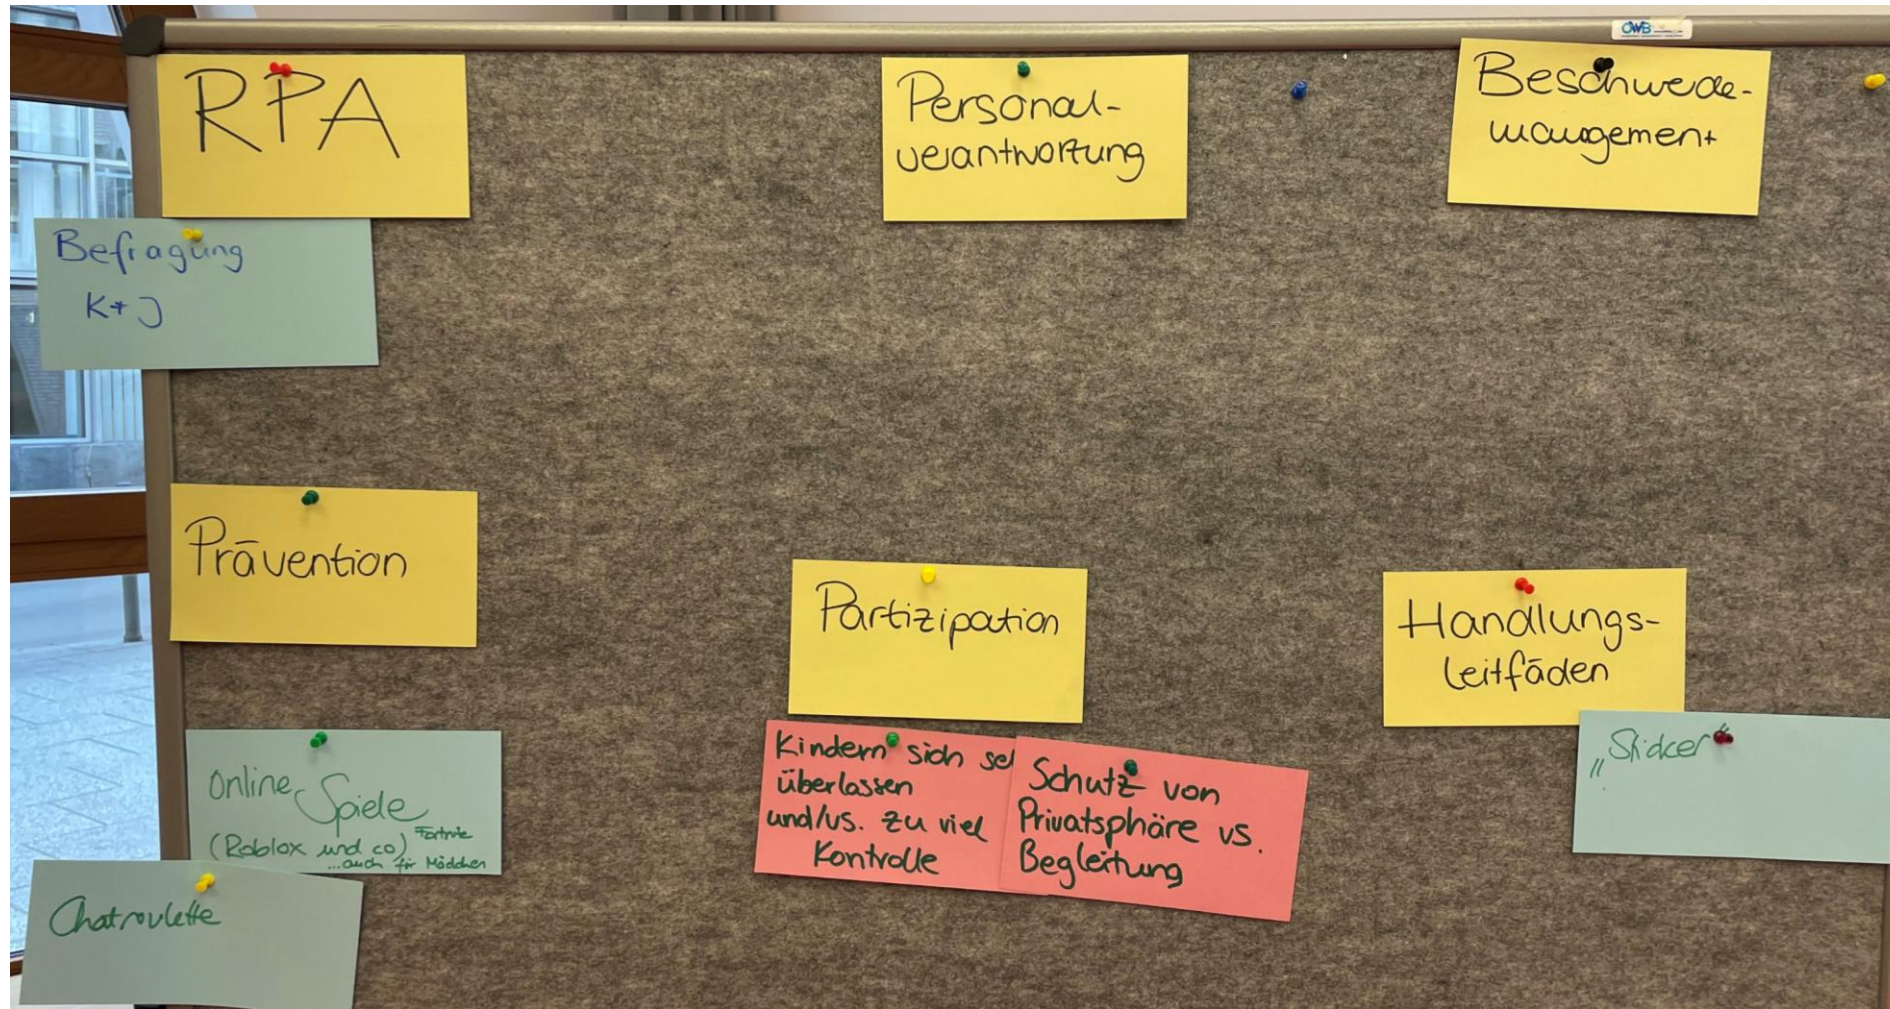 RPA
Personal-
verantwortung
Beschwerde-
management
OWB
Befragung
K+J
Prävention
Partizipation
Handlungs-
leitfäden
Online Spiele
(Roblox und co) Fortnite
...auch für Mädchen
Chatroulette
Kindern sich sel
überlassen
und/vs. zu viel
Kontrolle
Schutz von
Privatsphäre vs.
Begleitung
„Sticker"